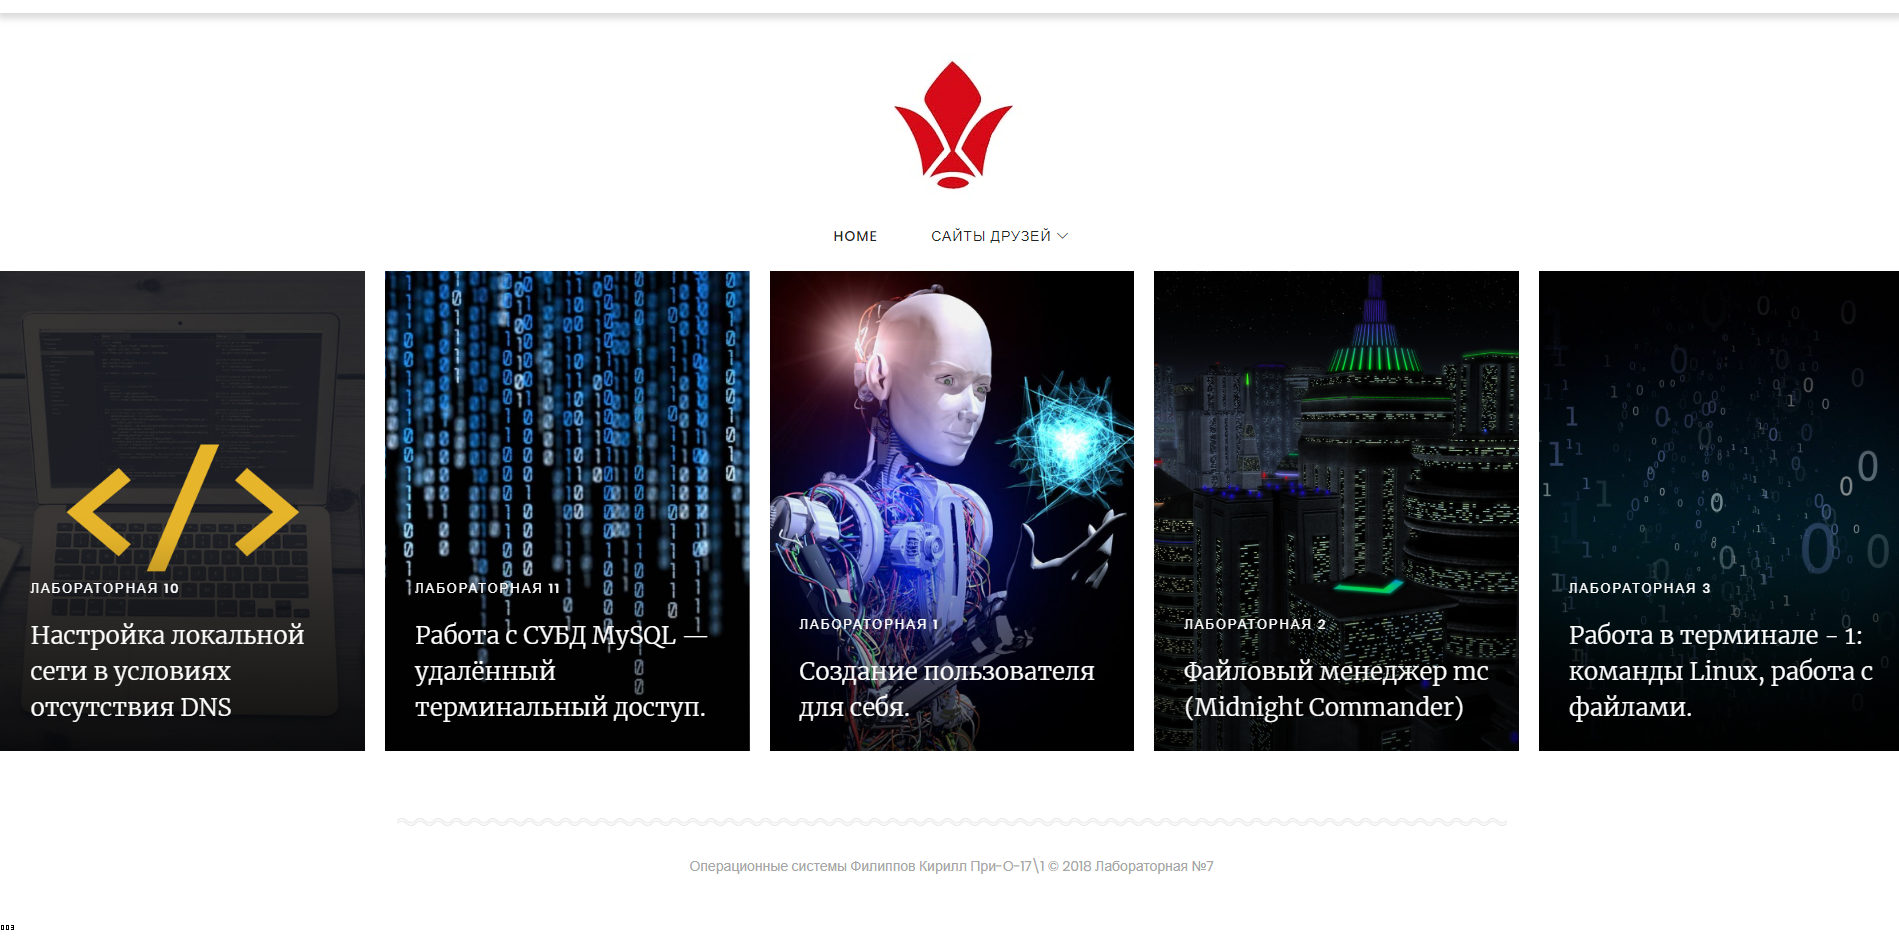 HOME
САЙТЫ ДРУЗЕЙ
ЛАБОРАТОРНАЯ 10
Настройка локальной
сети в условиях
отсутствия DNS
ЛАБОРАТОРНАЯ 11
Работа с СУБД MySQL —
удалённый
терминальный доступ.
ЛАБОРАТОРНАЯ 1
Создание пользователя
для себя.
ЛАБОРАТОРНАЯ 2
Файловый менеджер mc
(Midnight Commander)
ЛАБОРАТОРНАЯ 3
Работа в терминале - 1:
команды Linux, работа с
файлами.
Операционные системы Филиппов Кирилл При-О-17\1 © 2018 Лабораторная №7
003